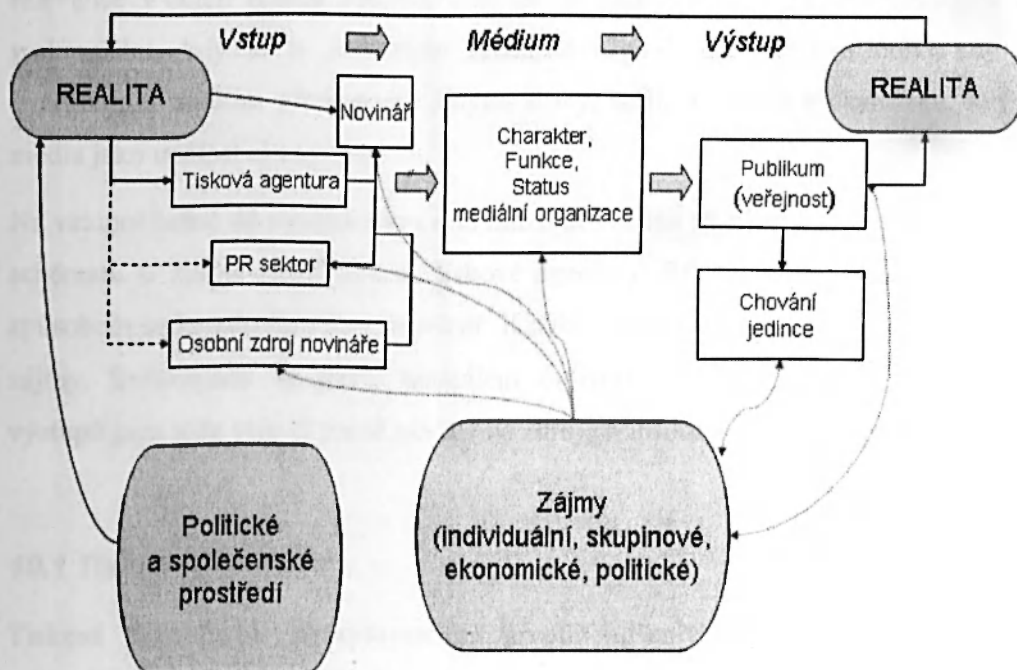 Vstup Médium Výstup
REALITA
REALITA
Novinář
Tisková agentura
PR sektor
Osobní zdroj novináře
Charakter,
Funkce,
Status
mediální organizace
Publikum
(veřejnost)
Chování
jedince
Politické
a společenské
prostředí
Zájmy
(individuální, skupinové,
ekonomické, politické)